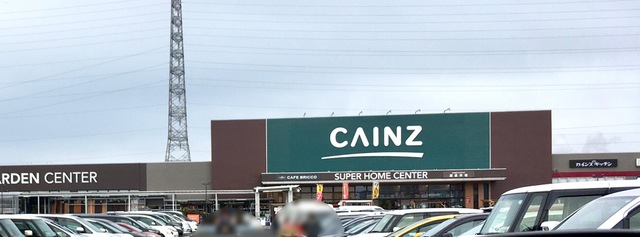 CAINZ
CAFE BRICCO
SUPER HOME CENTER
ARDEN CENTER
カインズキッチン